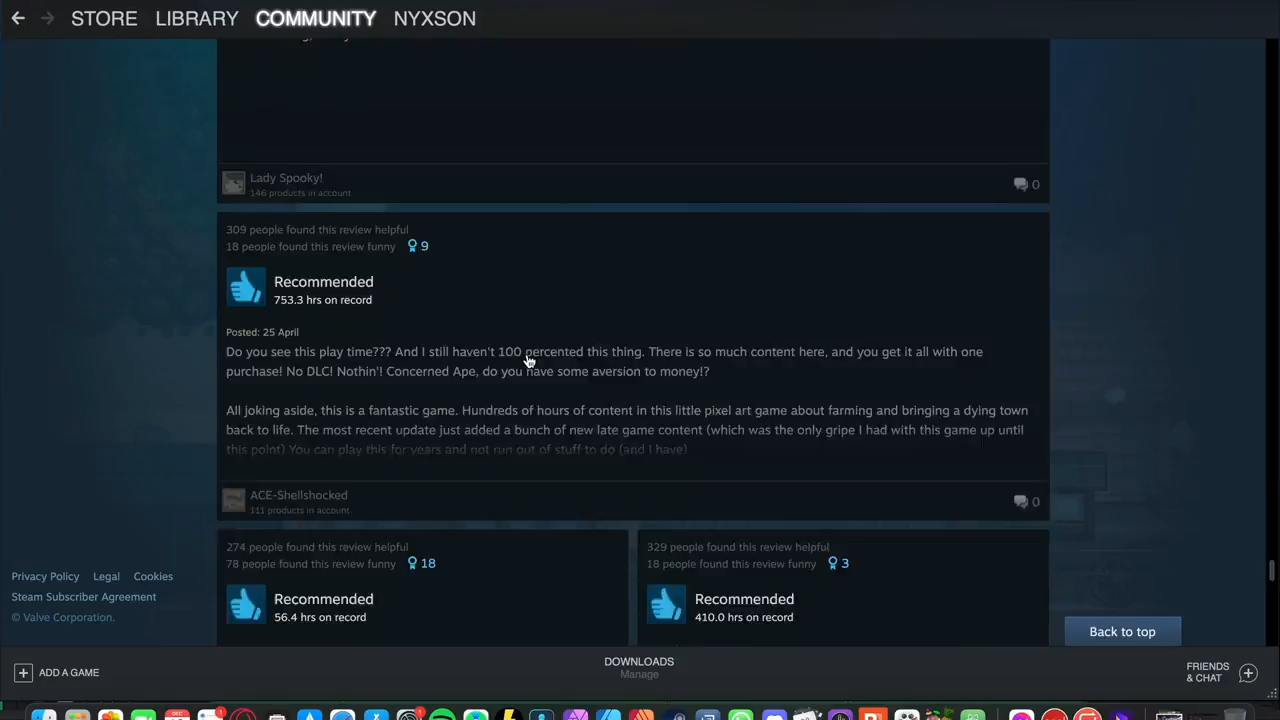 STORE LIBRARY COMMUNITY NYXSON
Lady Spooky!
146 products in account
0
309 people found this review helpful
18 people found this review funny 9
Recommended
753.3 hrs on record
Posted: 25 April
Do you see this play time??? And I still haven't 100 percented this thing. There is so much content here, and you get it all with one
purchase! No DLC! Nothin'! Concerned Ape, do you have some aversion to money!?
All joking aside, this is a fantastic game. Hundreds of hours of content in this little pixel art game about farming and bringing a dying town
back to life. The most recent update just added a bunch of new late game content (which was the only gripe I had with this game up until
this point) You can play this for years and not run out of stuff to do (and I have)
ACE-Shellshocked
111 products in account
0
274 people found this review helpful
78 people found this review funny 18
Recommended
56.4 hrs on record
329 people found this review helpful
18 people found this review funny 3
Recommended
410.0 hrs on record
Privacy Policy Legal Cookies
Steam Subscriber Agreement
© Valve Corporation.
Back to top
ADD A GAME
DOWNLOADS
Manage
FRIENDS
& CHAT